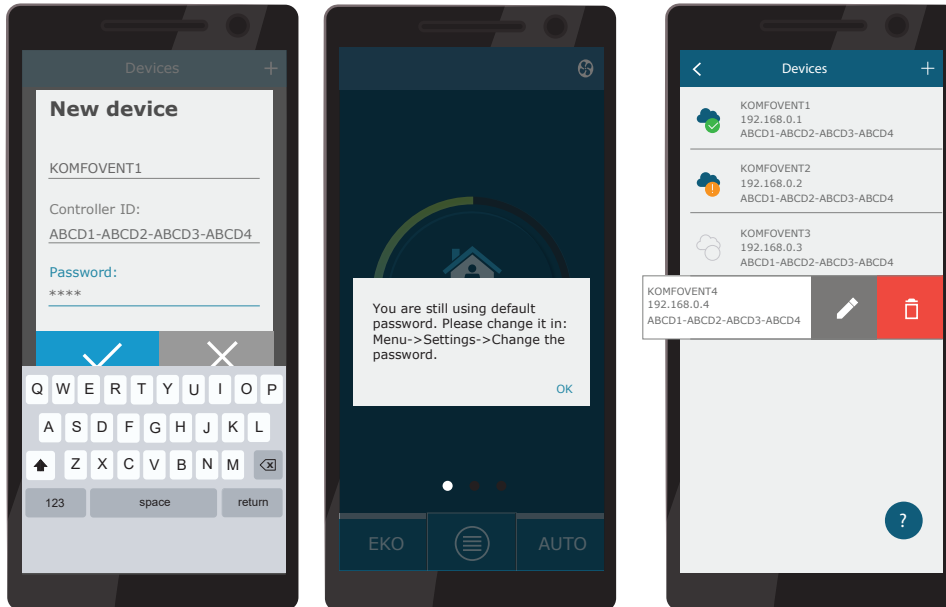 Devices +
New device
KOMFOVENT1
Controller ID:
ABCD1-ABCD2-ABCD3-ABCD4
Password:
****
Q W E R T Y U I O P
A S D F G H J K L
Z X C V B N M
123 space return
You are still using default
password. Please change it in:
Menu->Settings->Change the
password.
OK
EKO AUTO
Devices +
KOMFOVENT1
192.168.0.1
ABCD1-ABCD2-ABCD3-ABCD4
KOMFOVENT2
192.168.0.2
ABCD1-ABCD2-ABCD3-ABCD4
KOMFOVENT3
192.168.0.3
ABCD1-ABCD2-ABCD3-ABCD4
KOMFOVENT4
192.168.0.4
ABCD1-ABCD2-ABCD3-ABCD4
?